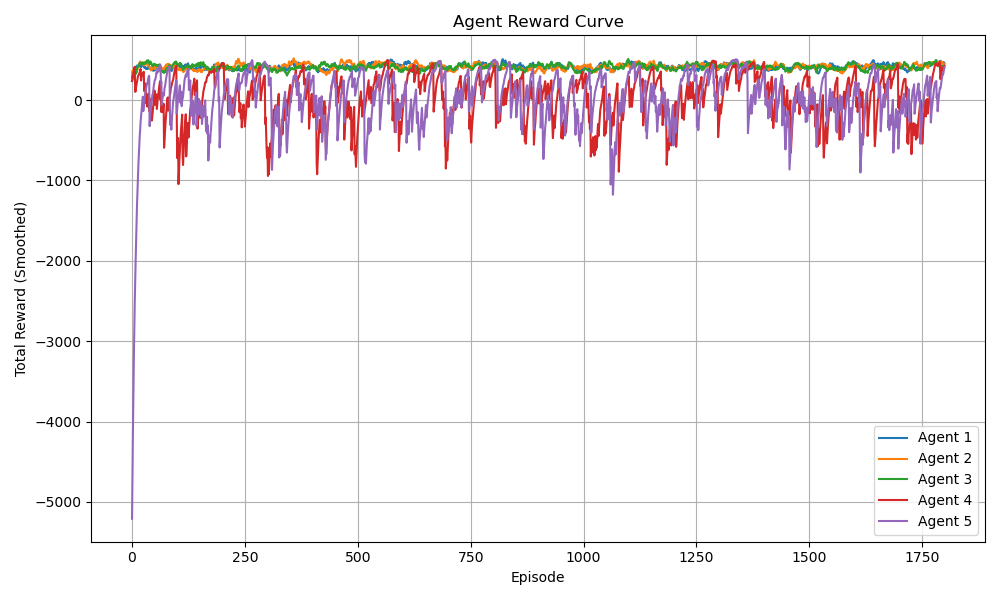 Agent Reward Curve
Total Reward (Smoothed)
0
−1000
−2000
−3000
−4000
−5000
0 250 500 750 1000 1250 1500 1750
Episode
Agent 1
Agent 2
Agent 3
Agent 4
Agent 5